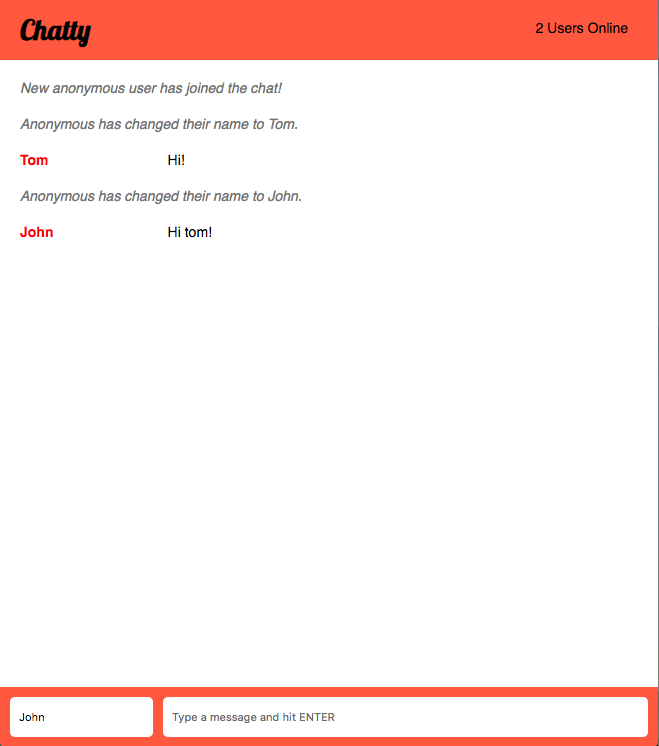 Chatty
2 Users Online
New anonymous user has joined the chat!
Anonymous has changed their name to Tom.
Tom Hi!
Anonymous has changed their name to John.
John Hi tom!
John Type a message and hit ENTER